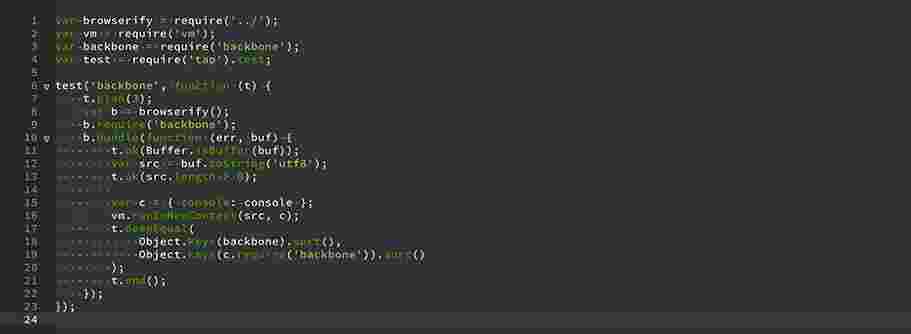 1 var browserify = require('../');
2 var vm = require('vm');
3 var backbone = require('backbone');
4 var test = require('tap').test;
5
6 test('backbone', function (t) {
7 t.plan(3);
8 var b = browserify();
9 b.require('backbone');
10 b.bundle(function (err, buf) {
11 t.ok(Buffer.isBuffer(buf));
12 var src = buf.toString('utf8');
13 t.ok(src.length > 0);
14
15 var c = { console: console };
16 vm.runInNewContext(src, c);
17 t.deepEqual(
18 Object.keys(backbone).sort(),
19 Object.keys(c.require('backbone')).sort()
20 );
21 t.end();
22 });
23 });
24